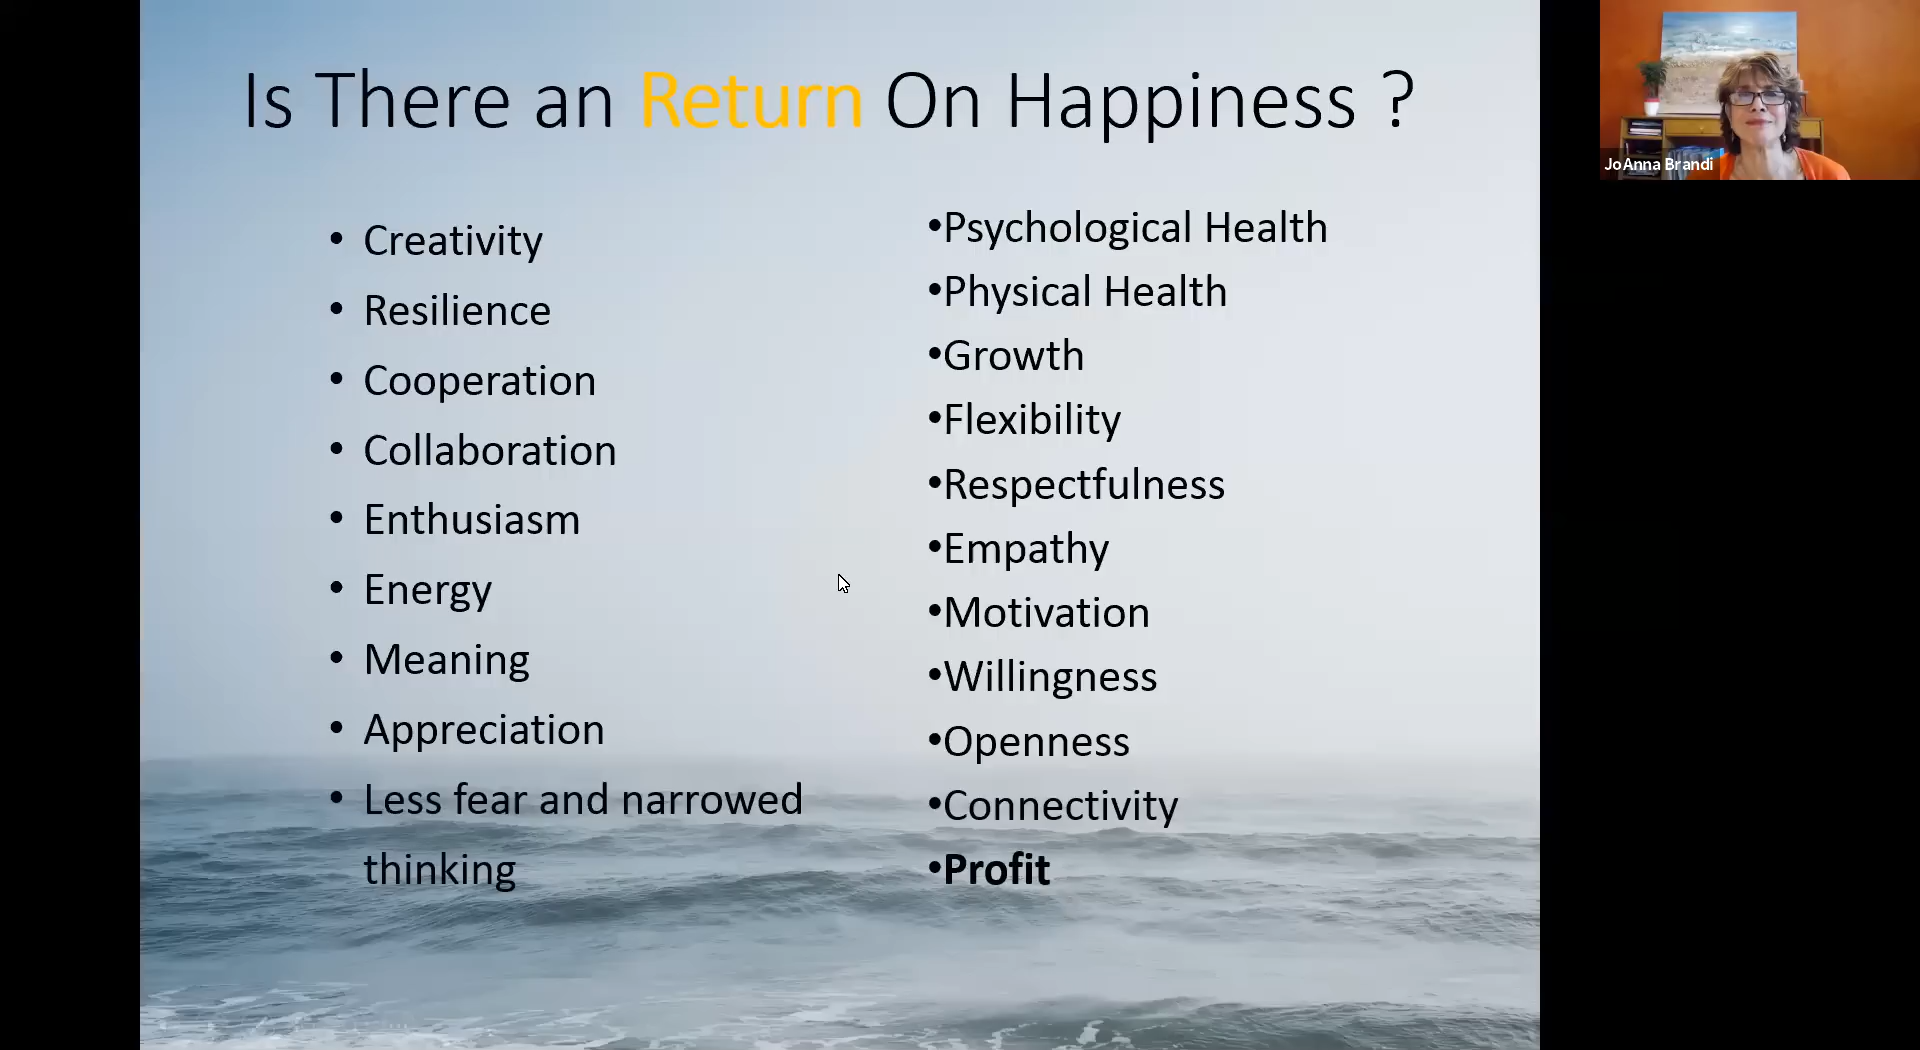 Is There an Return On Happiness ?
• Creativity
• Resilience
• Cooperation
• Collaboration
• Enthusiasm
• Energy
• Meaning
• Appreciation
• Less fear and narrowed
thinking
•Psychological Health
•Physical Health
•Growth
•Flexibility
•Respectfulness
•Empathy
•Motivation
•Willingness
•Openness
•Connectivity
•Profit
JoAnna Brandi